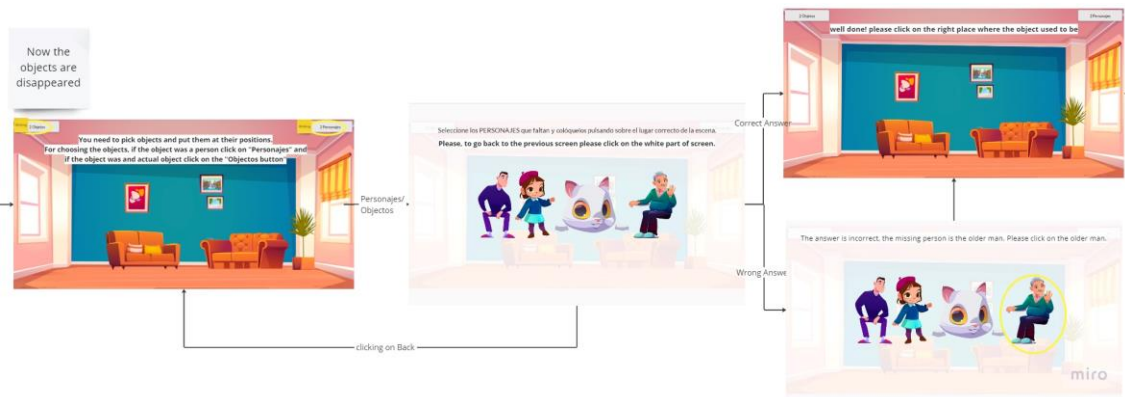 Now the
objects are
disappeared
2 Objetos
2 Personajes
You need to pick objects and put them at their positions.
For choosing the objects, if the object was a person click on "Personajes" and
if the object was and actual object click on the "Objectos button"
Personajes/
Objectos
Seleccione los PERSONAJES que faltan y colóquelos pulsando sobre el lugar correcto de la escena.
Please, to go back to the previous screen please click on the white part of screen.
clicking on Back
Correct Answer
Wrong Answe
2 Objetos
2 Personajes
well done! please click on the right place where the object used to be
The answer is incorrect, the missing person is the older man. Please click on the older man.
miro